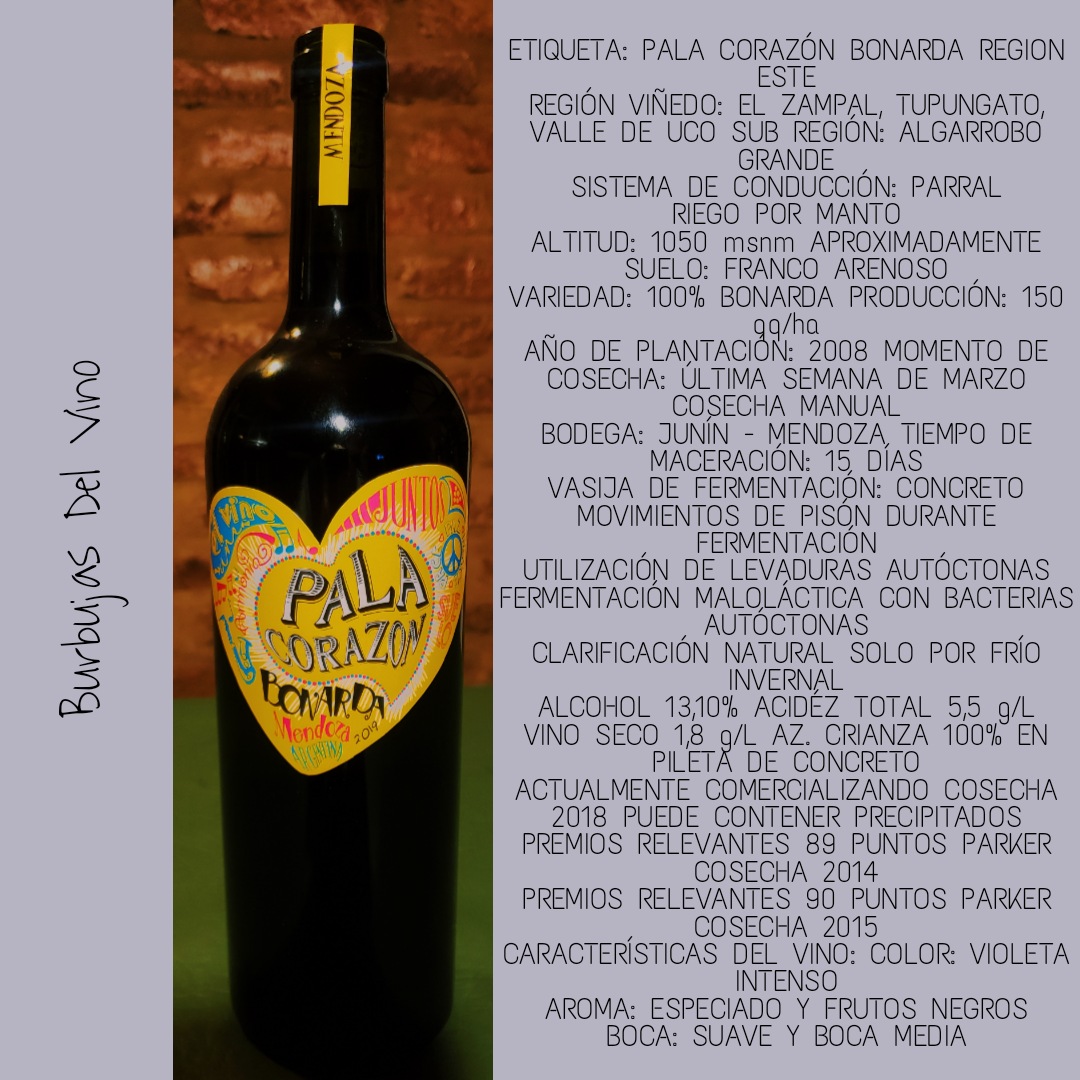 Burbujas Del Vino
MENDOZA
el vino
JUNTOS
PALA
CORAZON
BONARDA
Mendoza
2019
ARGENTINA
ETIQUETA: PALA CORAZÓN BONARDA REGION
ESTE
REGIÓN VIÑEDO: EL ZAMPAL, TUPUNGATO,
VALLE DE UCO SUB REGIÓN: ALGARROBO
GRANDE
SISTEMA DE CONDUCCIÓN: PARRAL
RIEGO POR MANTO
ALTITUD: 1050 msnm APROXIMADAMENTE
SUELO: FRANCO ARENOSO
VARIEDAD: 100% BONARDA PRODUCCIÓN: 150
qq/ha
AÑO DE PLANTACIÓN: 2008 MOMENTO DE
COSECHA: ÚLTIMA SEMANA DE MARZO
COSECHA MANUAL
BODEGA: JUNÍN - MENDOZA TIEMPO DE
MACERACIÓN: 15 DÍAS
VASIJA DE FERMENTACIÓN: CONCRETO
MOVIMIENTOS DE PISÓN DURANTE
FERMENTACIÓN
UTILIZACIÓN DE LEVADURAS AUTÓCTONAS
FERMENTACIÓN MALOLÁCTICA CON BACTERIAS
AUTÓCTONAS
CLARIFICACIÓN NATURAL SOLO POR FRÍO
INVERNAL
ALCOHOL 13,10% ACIDÉZ TOTAL 5,5 g/L
VINO SECO 1,8 g/L AZ. CRIANZA 100% EN
PILETA DE CONCRETO
ACTUALMENTE COMERCIALIZANDO COSECHA
2018 PUEDE CONTENER PRECIPITADOS
PREMIOS RELEVANTES 89 PUNTOS PARKER
COSECHA 2014
PREMIOS RELEVANTES 90 PUNTOS PARKER
COSECHA 2015
CARACTERÍSTICAS DEL VINO: COLOR: VIOLETA
INTENSO
AROMA: ESPECIADO Y FRUTOS NEGROS
BOCA: SUAVE Y BOCA MEDIA